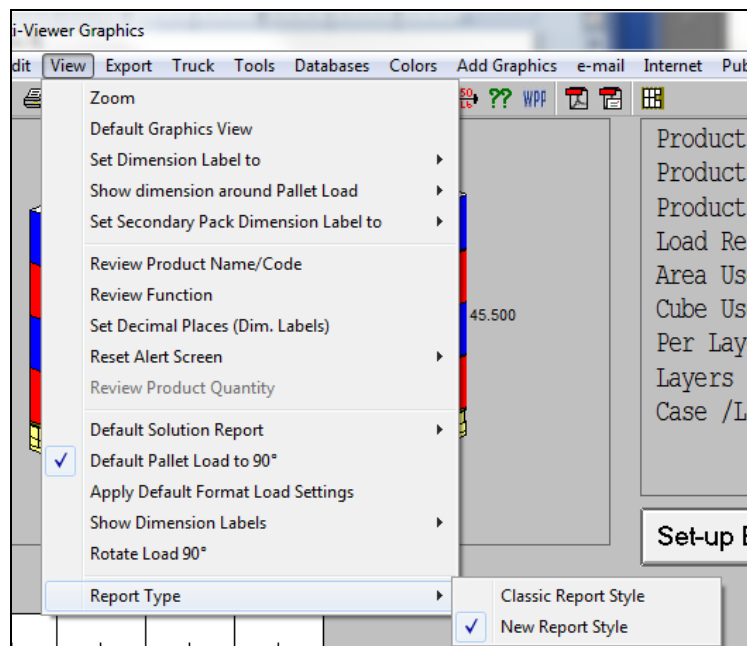 i-Viewer Graphics
dit View Export Truck Tools Databases Colors Add Graphics e-mail Internet Pub
50 Lb ?? WPP
Zoom
Default Graphics View
Set Dimension Label to
Show dimension around Pallet Load
Set Secondary Pack Dimension Label to
Review Product Name/Code
Review Function
Set Decimal Places (Dim. Labels)
Reset Alert Screen
Review Product Quantity
Default Solution Report
Default Pallet Load to 90°
Apply Default Format Load Settings
Show Dimension Labels
Rotate Load 90°
Report Type
Classic Report Style
New Report Style
45.500
Product
Product
Product
Load Re
Area Us
Cube Us
Per Lay
Layers
Case /L
Set-up E